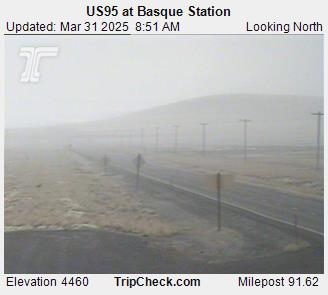 US95 at Basque Station
Updated: Mar 31 2025 8:51 AM Looking North
Elevation 4460 TripCheck.com Milepost 91.62